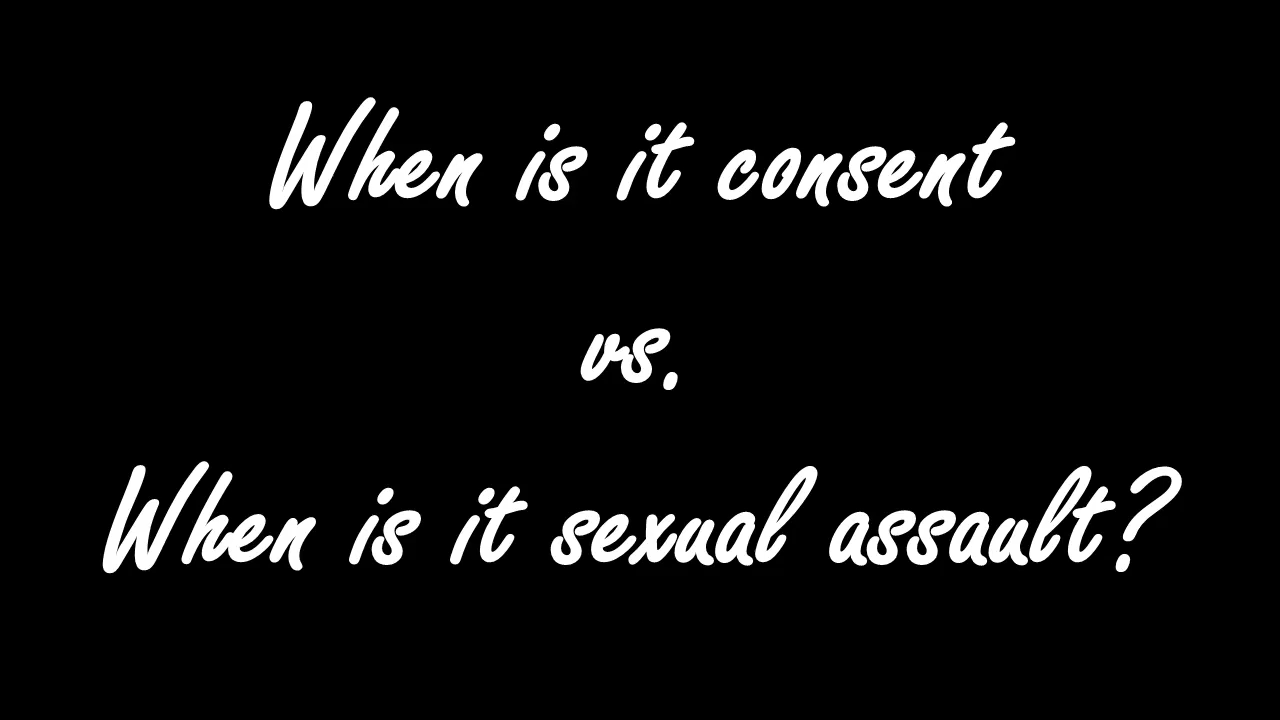 When is it consent
vs.
When is it sexual assault?